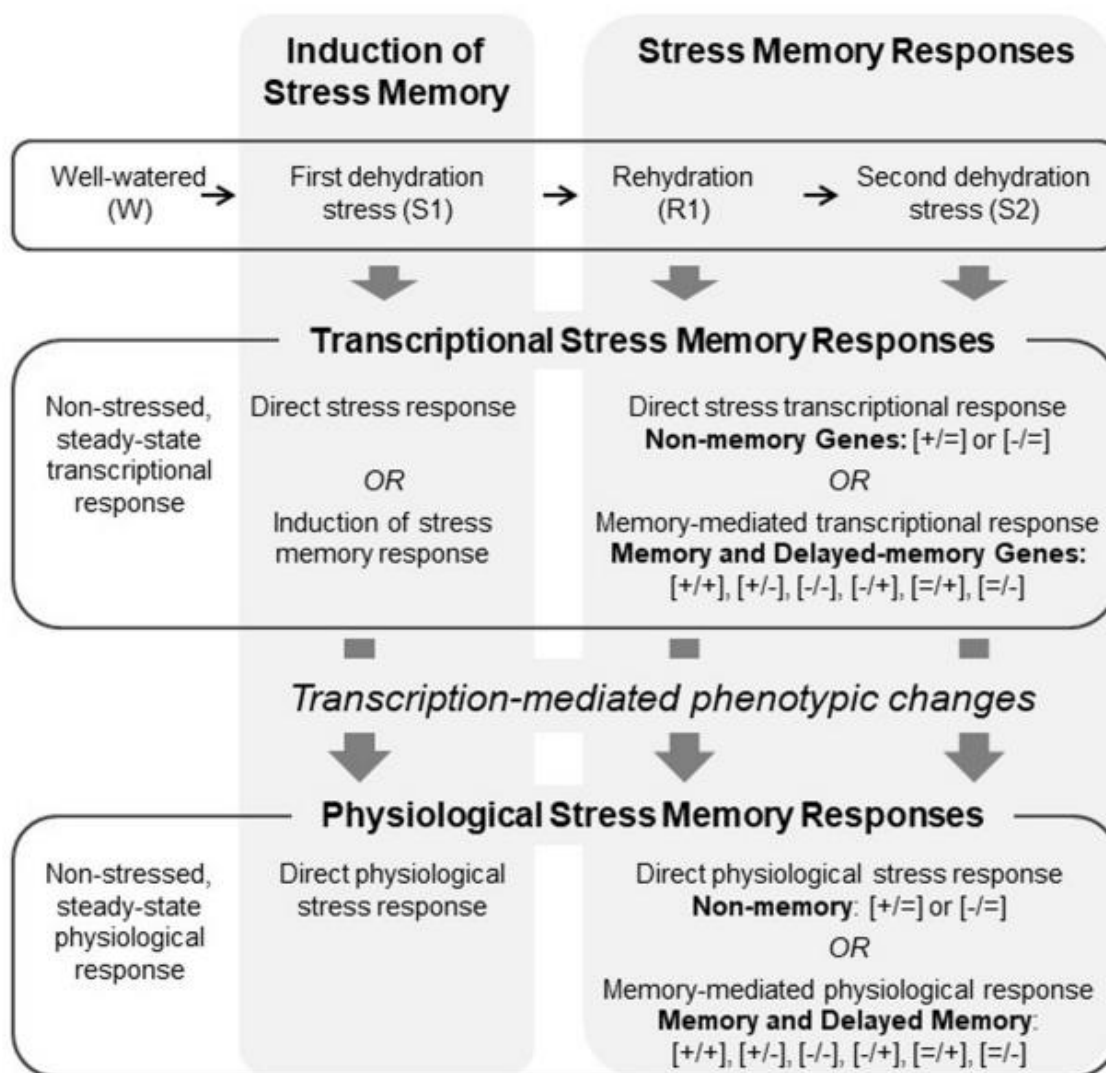 Induction of
Stress Memory
Stress Memory Responses
Well-watered
(W)
First dehydration
stress (S1)
Rehydration
(R1)
Second dehydration
stress (S2)
Transcriptional Stress Memory Responses
Non-stressed,
steady-state
transcriptional
response
Direct stress response
OR
Induction of stress
memory response
Direct stress transcriptional response
Non-memory Genes: [+/=] or [-/=]
OR
Memory-mediated transcriptional response
Memory and Delayed-memory Genes:
[+/+], [+/-], [-/-], [-/+], [=/+], [=/-]
Transcription-mediated phenotypic changes
Physiological Stress Memory Responses
Non-stressed,
steady-state
physiological
response
Direct physiological
stress response
Direct physiological stress response
Non-memory: [+/=] or [-/=]
OR
Memory-mediated physiological response
Memory and Delayed Memory:
[+/+], [+/-], [-/-], [-/+], [=/+], [=/-]